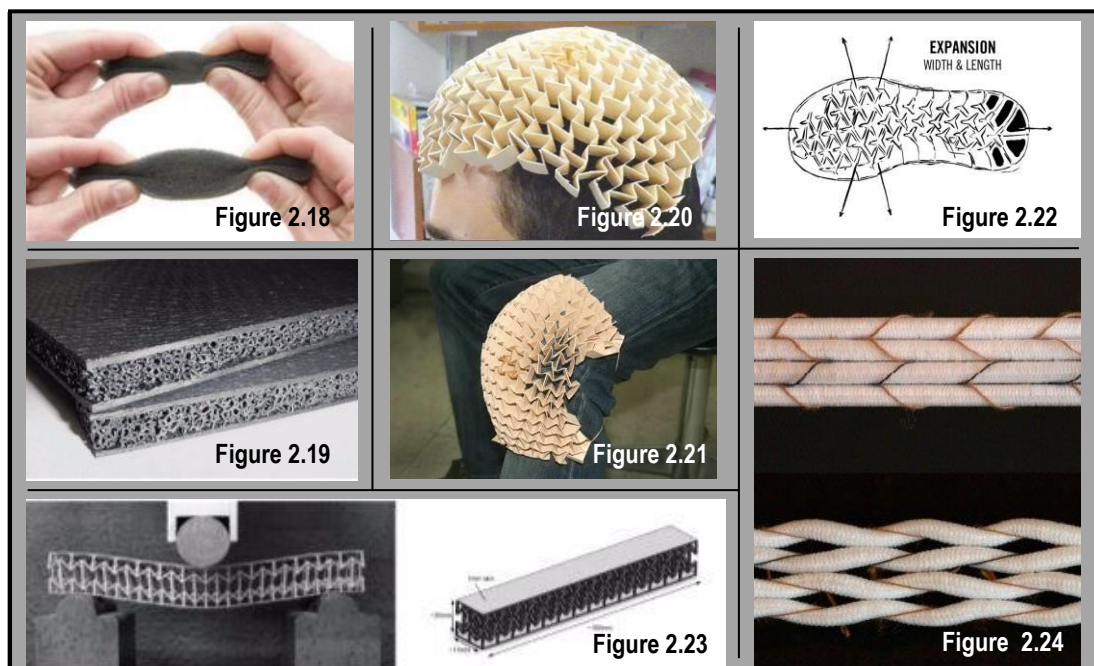 Figure 2.18
Figure 2.20
EXPANSION
WIDTH & LENGTH
Figure 2.22
Figure 2.19
Figure 2.21
Figure 2.23
Figure 2.24